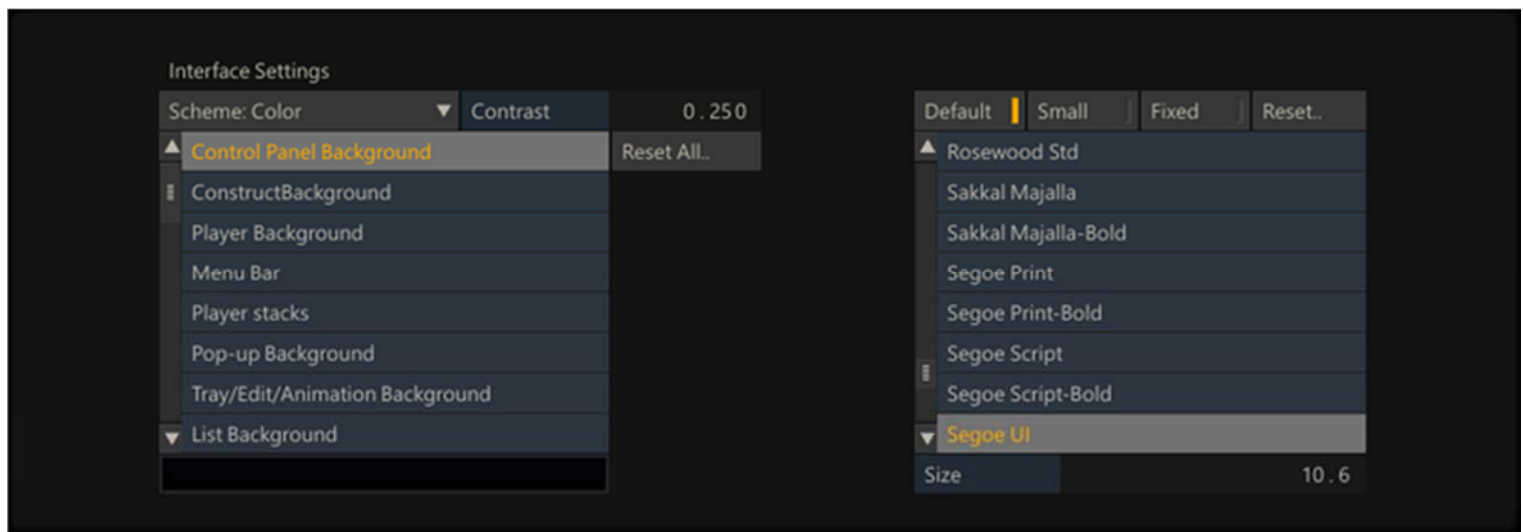 Interface Settings
Scheme: Color
Contrast
0.250
Control Panel Background
Reset All..
ConstructBackground
Player Background
Menu Bar
Player stacks
Pop-up Background
Tray/Edit/Animation Background
List Background
Default
Small
Fixed
Reset..
Rosewood Std
Sakkal Majalla
Sakkal Majalla-Bold
Segoe Print
Segoe Print-Bold
Segoe Script
Segoe Script-Bold
Segoe UI
Size
10.6